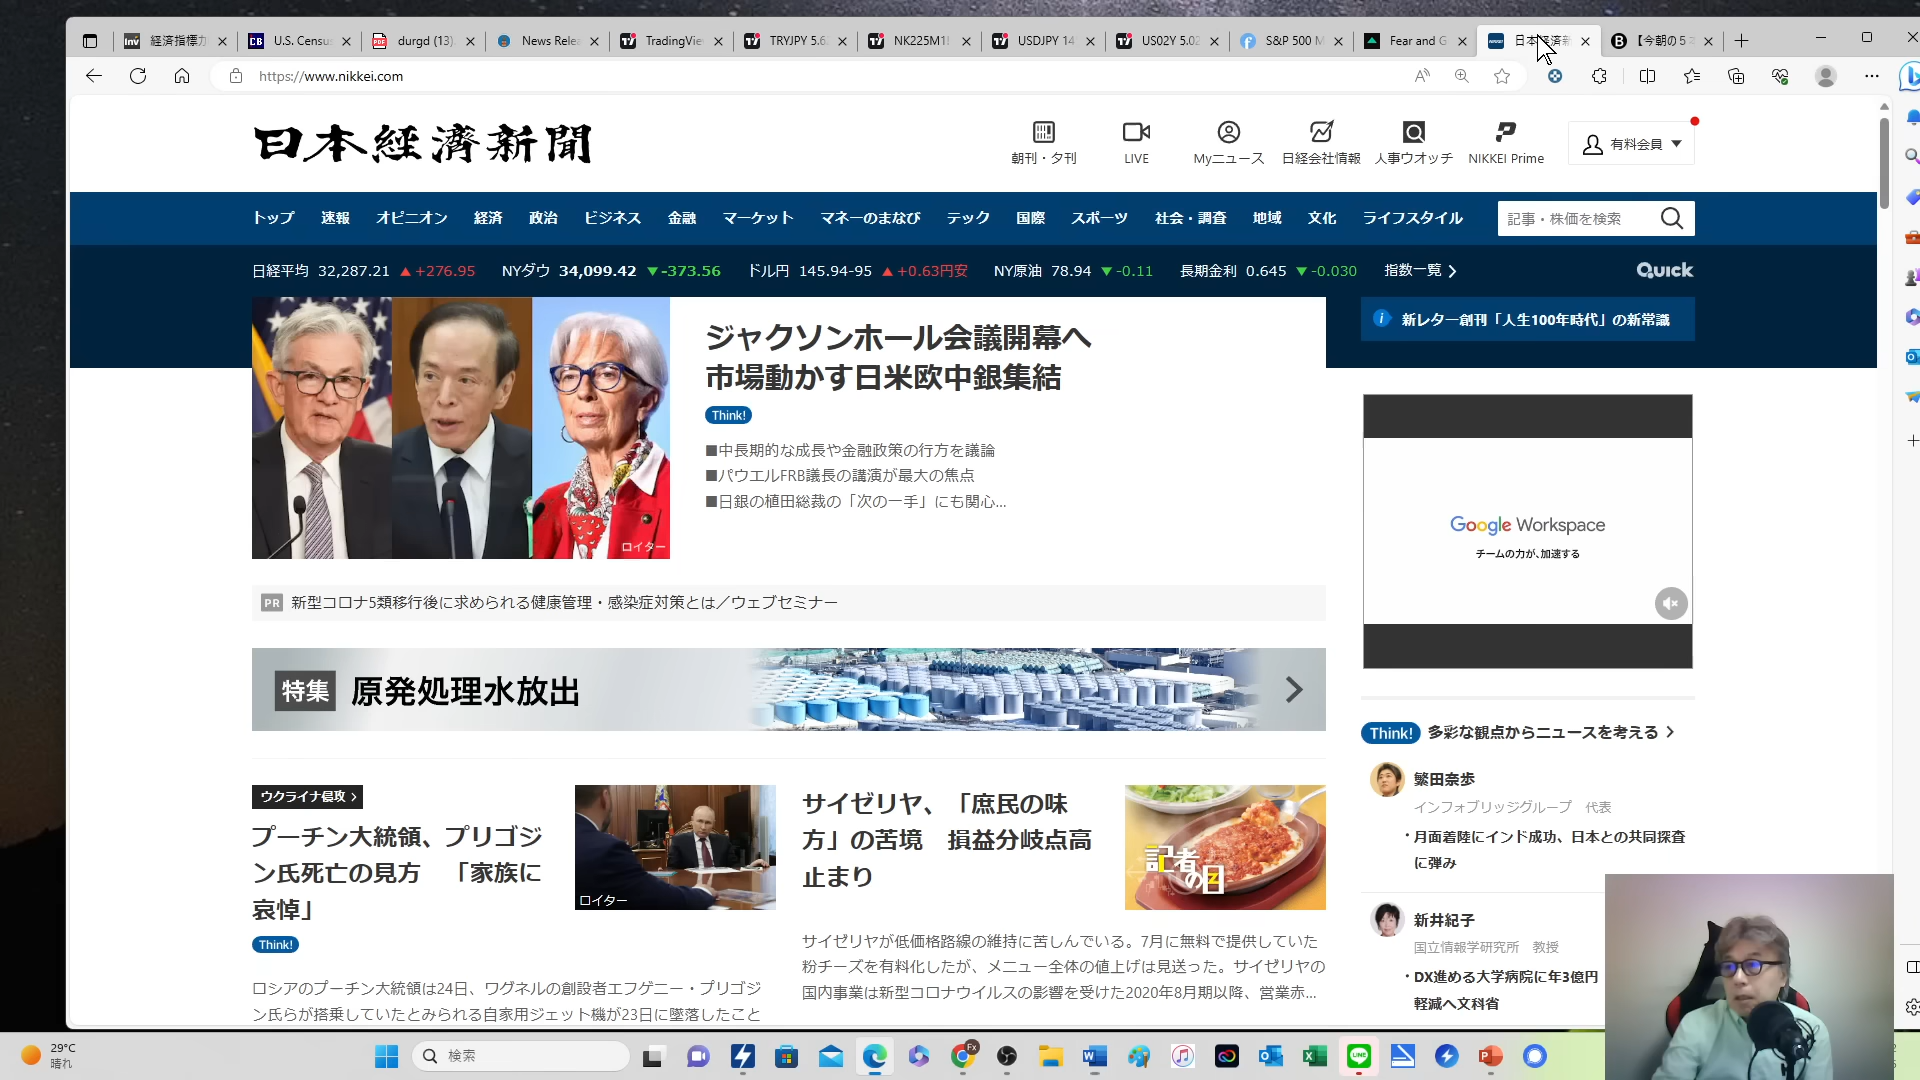 経済指標カ
U.S. Censu
durgd (13)
News Relea
TradingVie
TRYJPY 5.6
NK225M1!
USDJPY 14
US02Y 5.02
S&P 500 M
Fear and G
日本経済新
【今朝の5
https://www.nikkei.com
日本経済新聞
朝刊・夕刊
LIVE
Myニュース
日経会社情報
人事ウオッチ
NIKKEI Prime
有料会員
トップ 速報 オピニオン 経済 政治 ビジネス 金融 マーケット マネーのまなび テック 国際 スポーツ 社会・調査 地域 文化 ライフスタイル
記事・株価を検索
日経平均 32,287.21 ▲+276.95 NYダウ 34,099.42 ▼-373.56 ドル円 145.94-95 ▲+0.63円安 NY原油 78.94 ▼-0.11 長期金利 0.645 ▼-0.030 指数一覧
Quick
新レター創刊「人生100年時代」の新常識
ジャクソンホール会議開幕へ
市場動かす日米欧中銀集結
Think!
■中長期的な成長や金融政策の行方を議論
■パウエルFRB議長の講演が最大の焦点
■日銀の植田総裁の「次の一手」にも関心...
ロイター
Google Workspace
チームの力が、加速する
PR 新型コロナ5類移行後に求められる健康管理・感染症対策とは／ウェブセミナー
特集 原発処理水放出
Think! 多彩な観点からニュースを考える
繁田奈歩
インフォブリッジグループ 代表
・月面着陸にインド成功、日本との共同探査
に弾み
新井紀子
国立情報学研究所 教授
・DX進める大学病院に年3億円
軽減へ文科省
ウクライナ侵攻
プーチン大統領、プリゴジ
ン氏死亡の見方 「家族に
哀悼」
Think!
ロイター
ロシアのプーチン大統領は24日、ワグネルの創設者エフゲニー・プリゴジ
ン氏らが搭乗していたとみられる自家用ジェット機が23日に墜落したこと
サイゼリヤ、「庶民の味
方」の苦境 損益分岐点高
止まり
記者の目
サイゼリヤが低価格路線の維持に苦しんでいる。7月に無料で提供していた
粉チーズを有料化したが、メニュー全体の値上げは見送った。サイゼリヤの
国内事業は新型コロナウイルスの影響を受けた2020年8月期以降、営業赤...
29°C
晴れ
検索